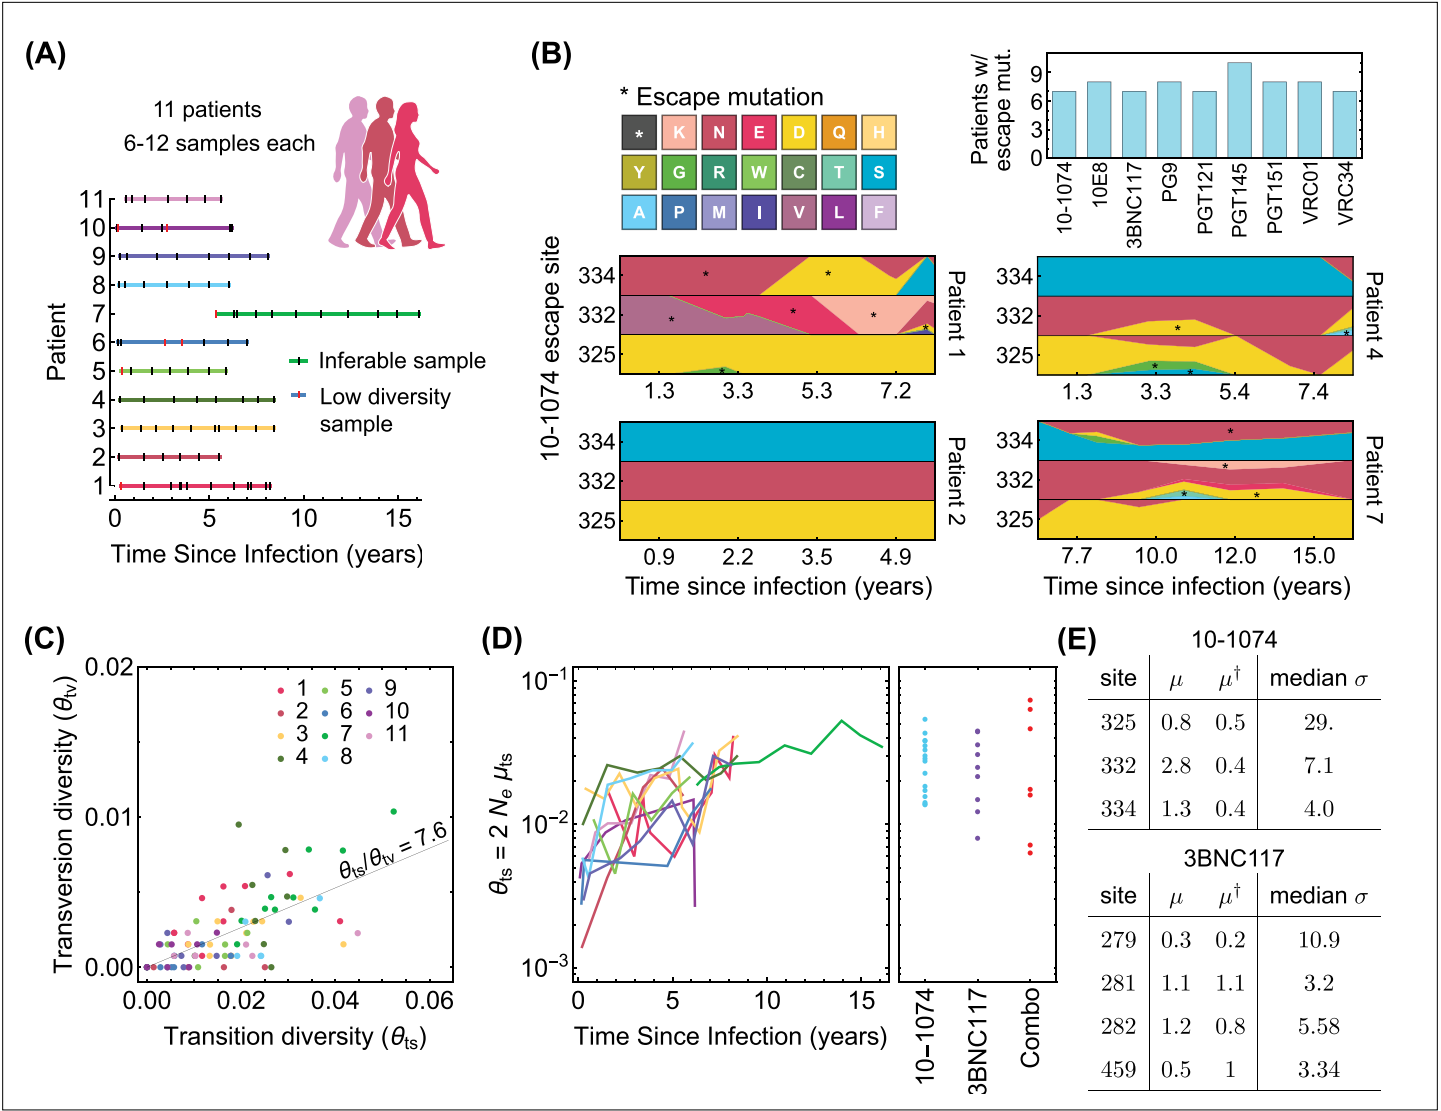 (A)
11 patients
6-12 samples each
Patient
11
10
9
8
7
6
5
4
3
2
1
Inferable sample
Low diversity
sample
0 5 10 15
Time Since Infection (years)
(B)
* Escape mutation
* K N E D Q H
Y G R W C T S
A P M I V L F
Patients w/
escape mut.
9
6
3
0
10-1074
10E8
3BNC117
PG9
PGT121
PGT145
PGT151
VRC01
VRC34
10-1074 escape site
334
332
325
* * * * * * *
1.3 3.3 5.3 7.2
Patient 1
334
332
325
* * * *
1.3 3.3 5.4 7.4
Patient 4
334
332
325
0.9 2.2 3.5 4.9
Patient 2
Time since infection (years)
334
332
325
* * * *
7.7 10.0 12.0 15.0
Patient 7
Time since infection (years)
(C)
Transversion diversity (θtv)
0.02
0.01
0.00
1 5 9
2 6 10
3 7 11
4 8
θts/θtv = 7.6
0.00 0.02 0.04 0.06
Transition diversity (θts)
(D)
θts = 2 Ne μts
10⁻¹
10⁻²
10⁻³
0 5 10 15
Time Since Infection (years)
10-1074
3BNC117
Combo
(E)
10-1074
site μ μ† median σ
325 0.8 0.5 29.
332 2.8 0.4 7.1
334 1.3 0.4 4.0
3BNC117
site μ μ† median σ
279 0.3 0.2 10.9
281 1.1 1.1 3.2
282 1.2 0.8 5.58
459 0.5 1 3.34